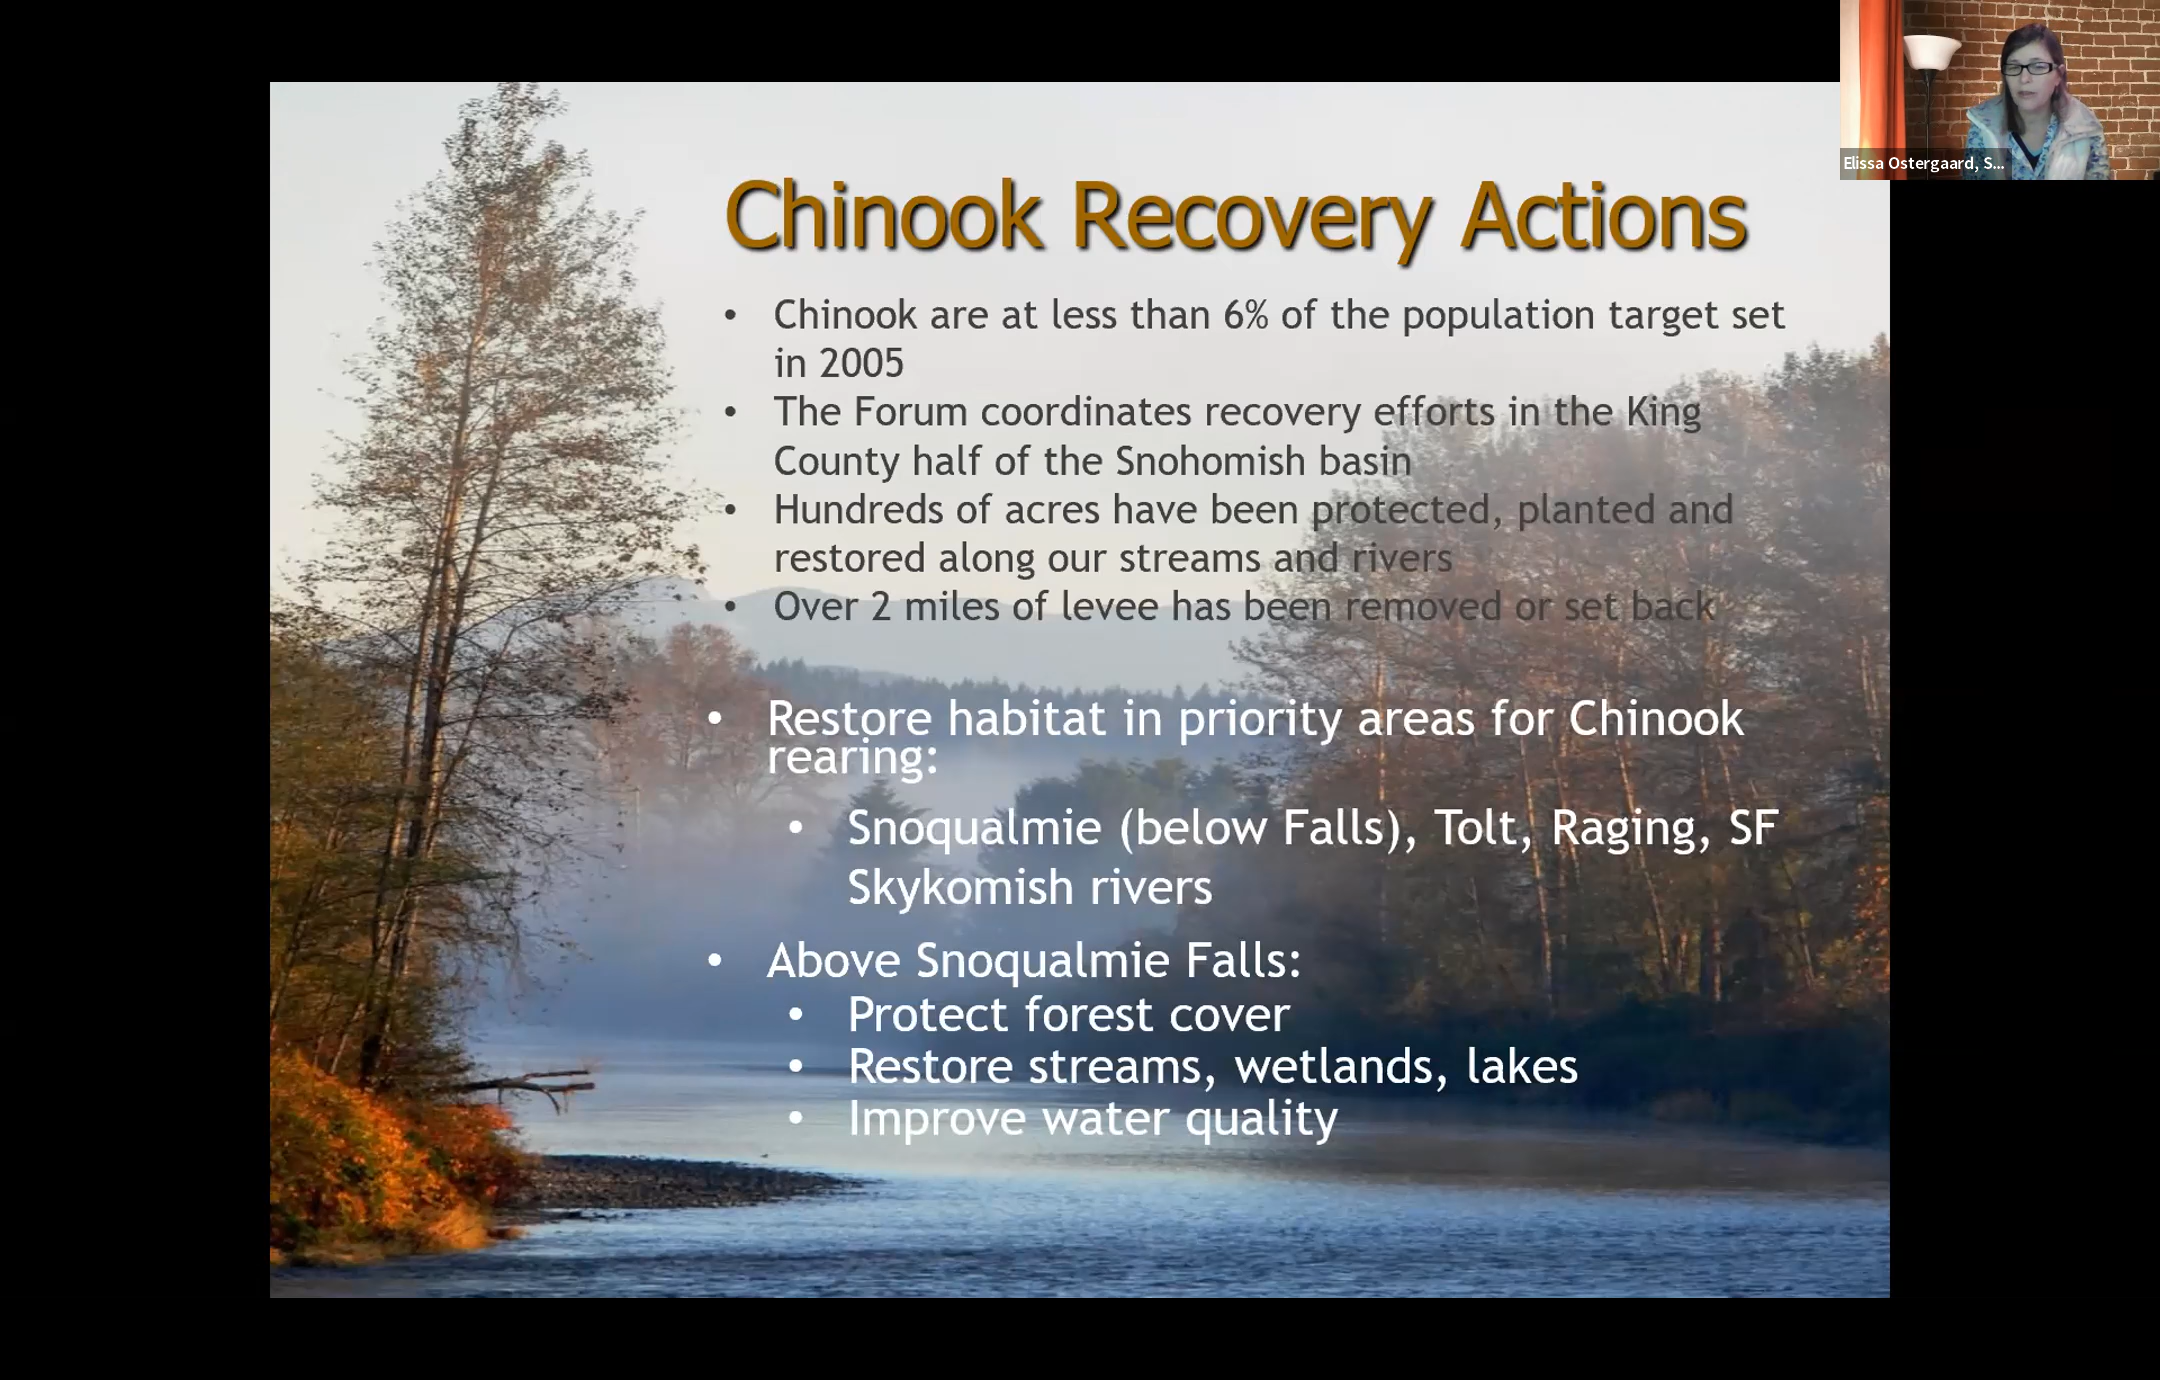 Elissa Ostergaard, S...
Chinook Recovery Actions
• Chinook are at less than 6% of the population target set
in 2005
• The Forum coordinates recovery efforts in the King
County half of the Snohomish basin
• Hundreds of acres have been protected, planted and
restored along our streams and rivers
• Over 2 miles of levee has been removed or set back
• Restore habitat in priority areas for Chinook
rearing:
• Snoqualmie (below Falls), Tolt, Raging, SF
Skykomish rivers
• Above Snoqualmie Falls:
• Protect forest cover
• Restore streams, wetlands, lakes
• Improve water quality